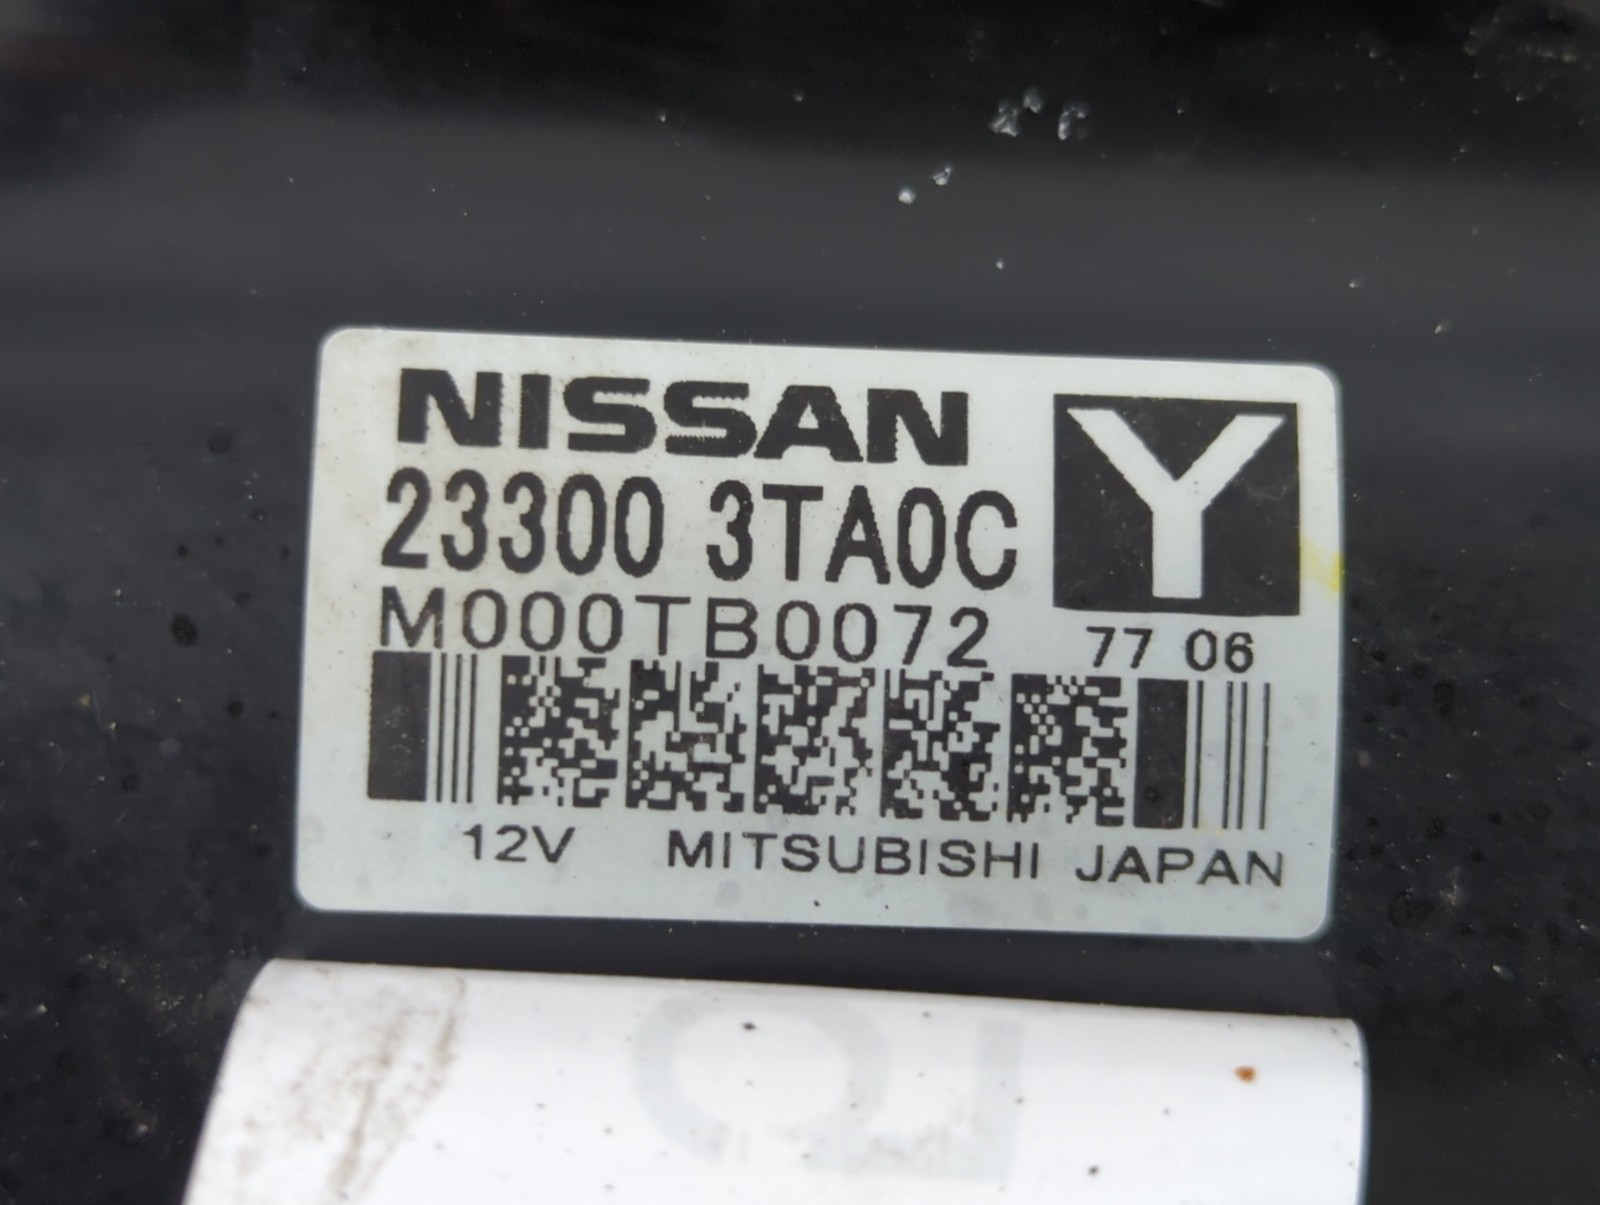 NISSAN
Y
23300 3TA0C
M000TB0072
77 06
12V MITSUBISHI JAPAN